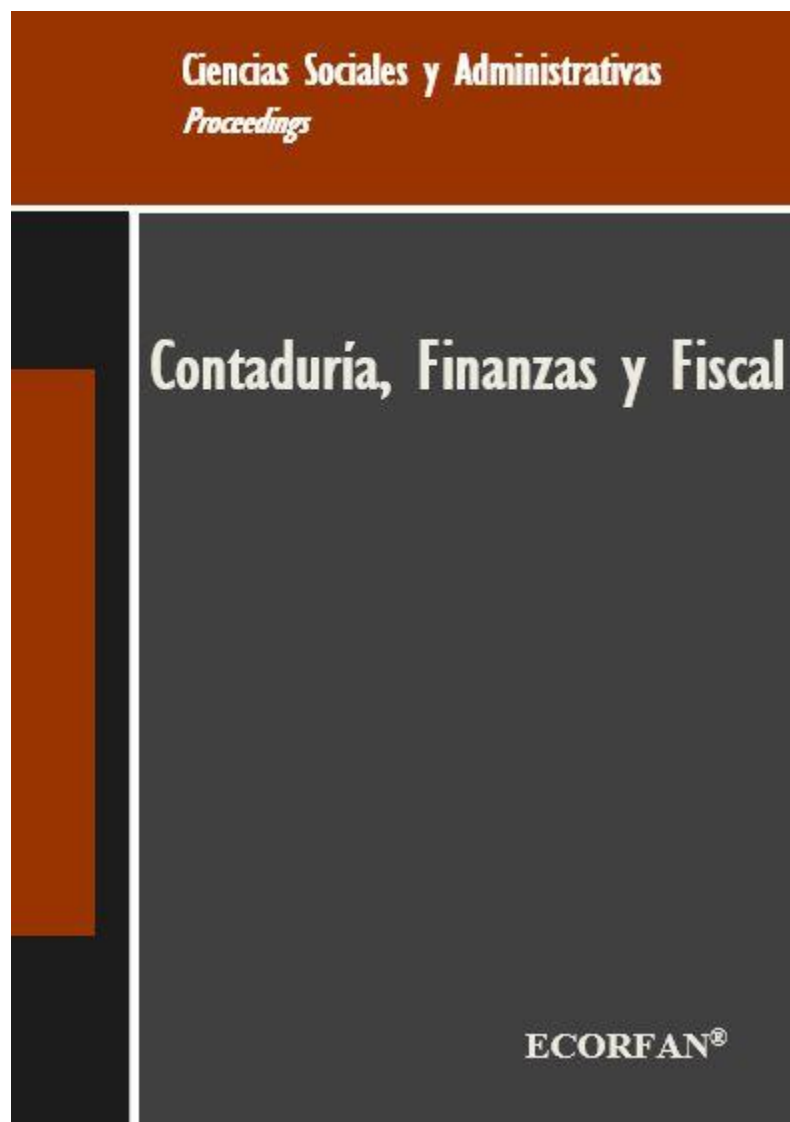 Ciencias Sociales y Administrativas
Proceedings
Contaduría, Finanzas y Fiscal
ECORFAN®